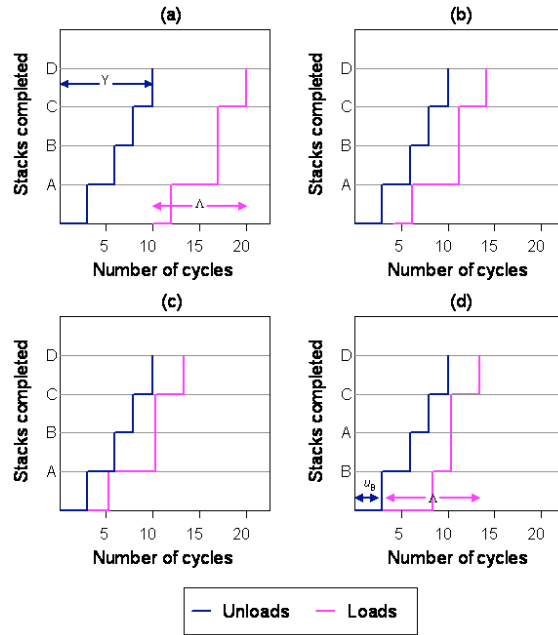 (a) (b)
Stacks completed
D
C
B
A
Υ
Λ
5 10 15 20
Number of cycles
Stacks completed
D
C
B
A
5 10 15 20
Number of cycles
(c) (d)
Stacks completed
D
C
B
A
5 10 15 20
Number of cycles
Stacks completed
D
C
A
B
uB
Λ
5 10 15 20
Number of cycles
Unloads Loads